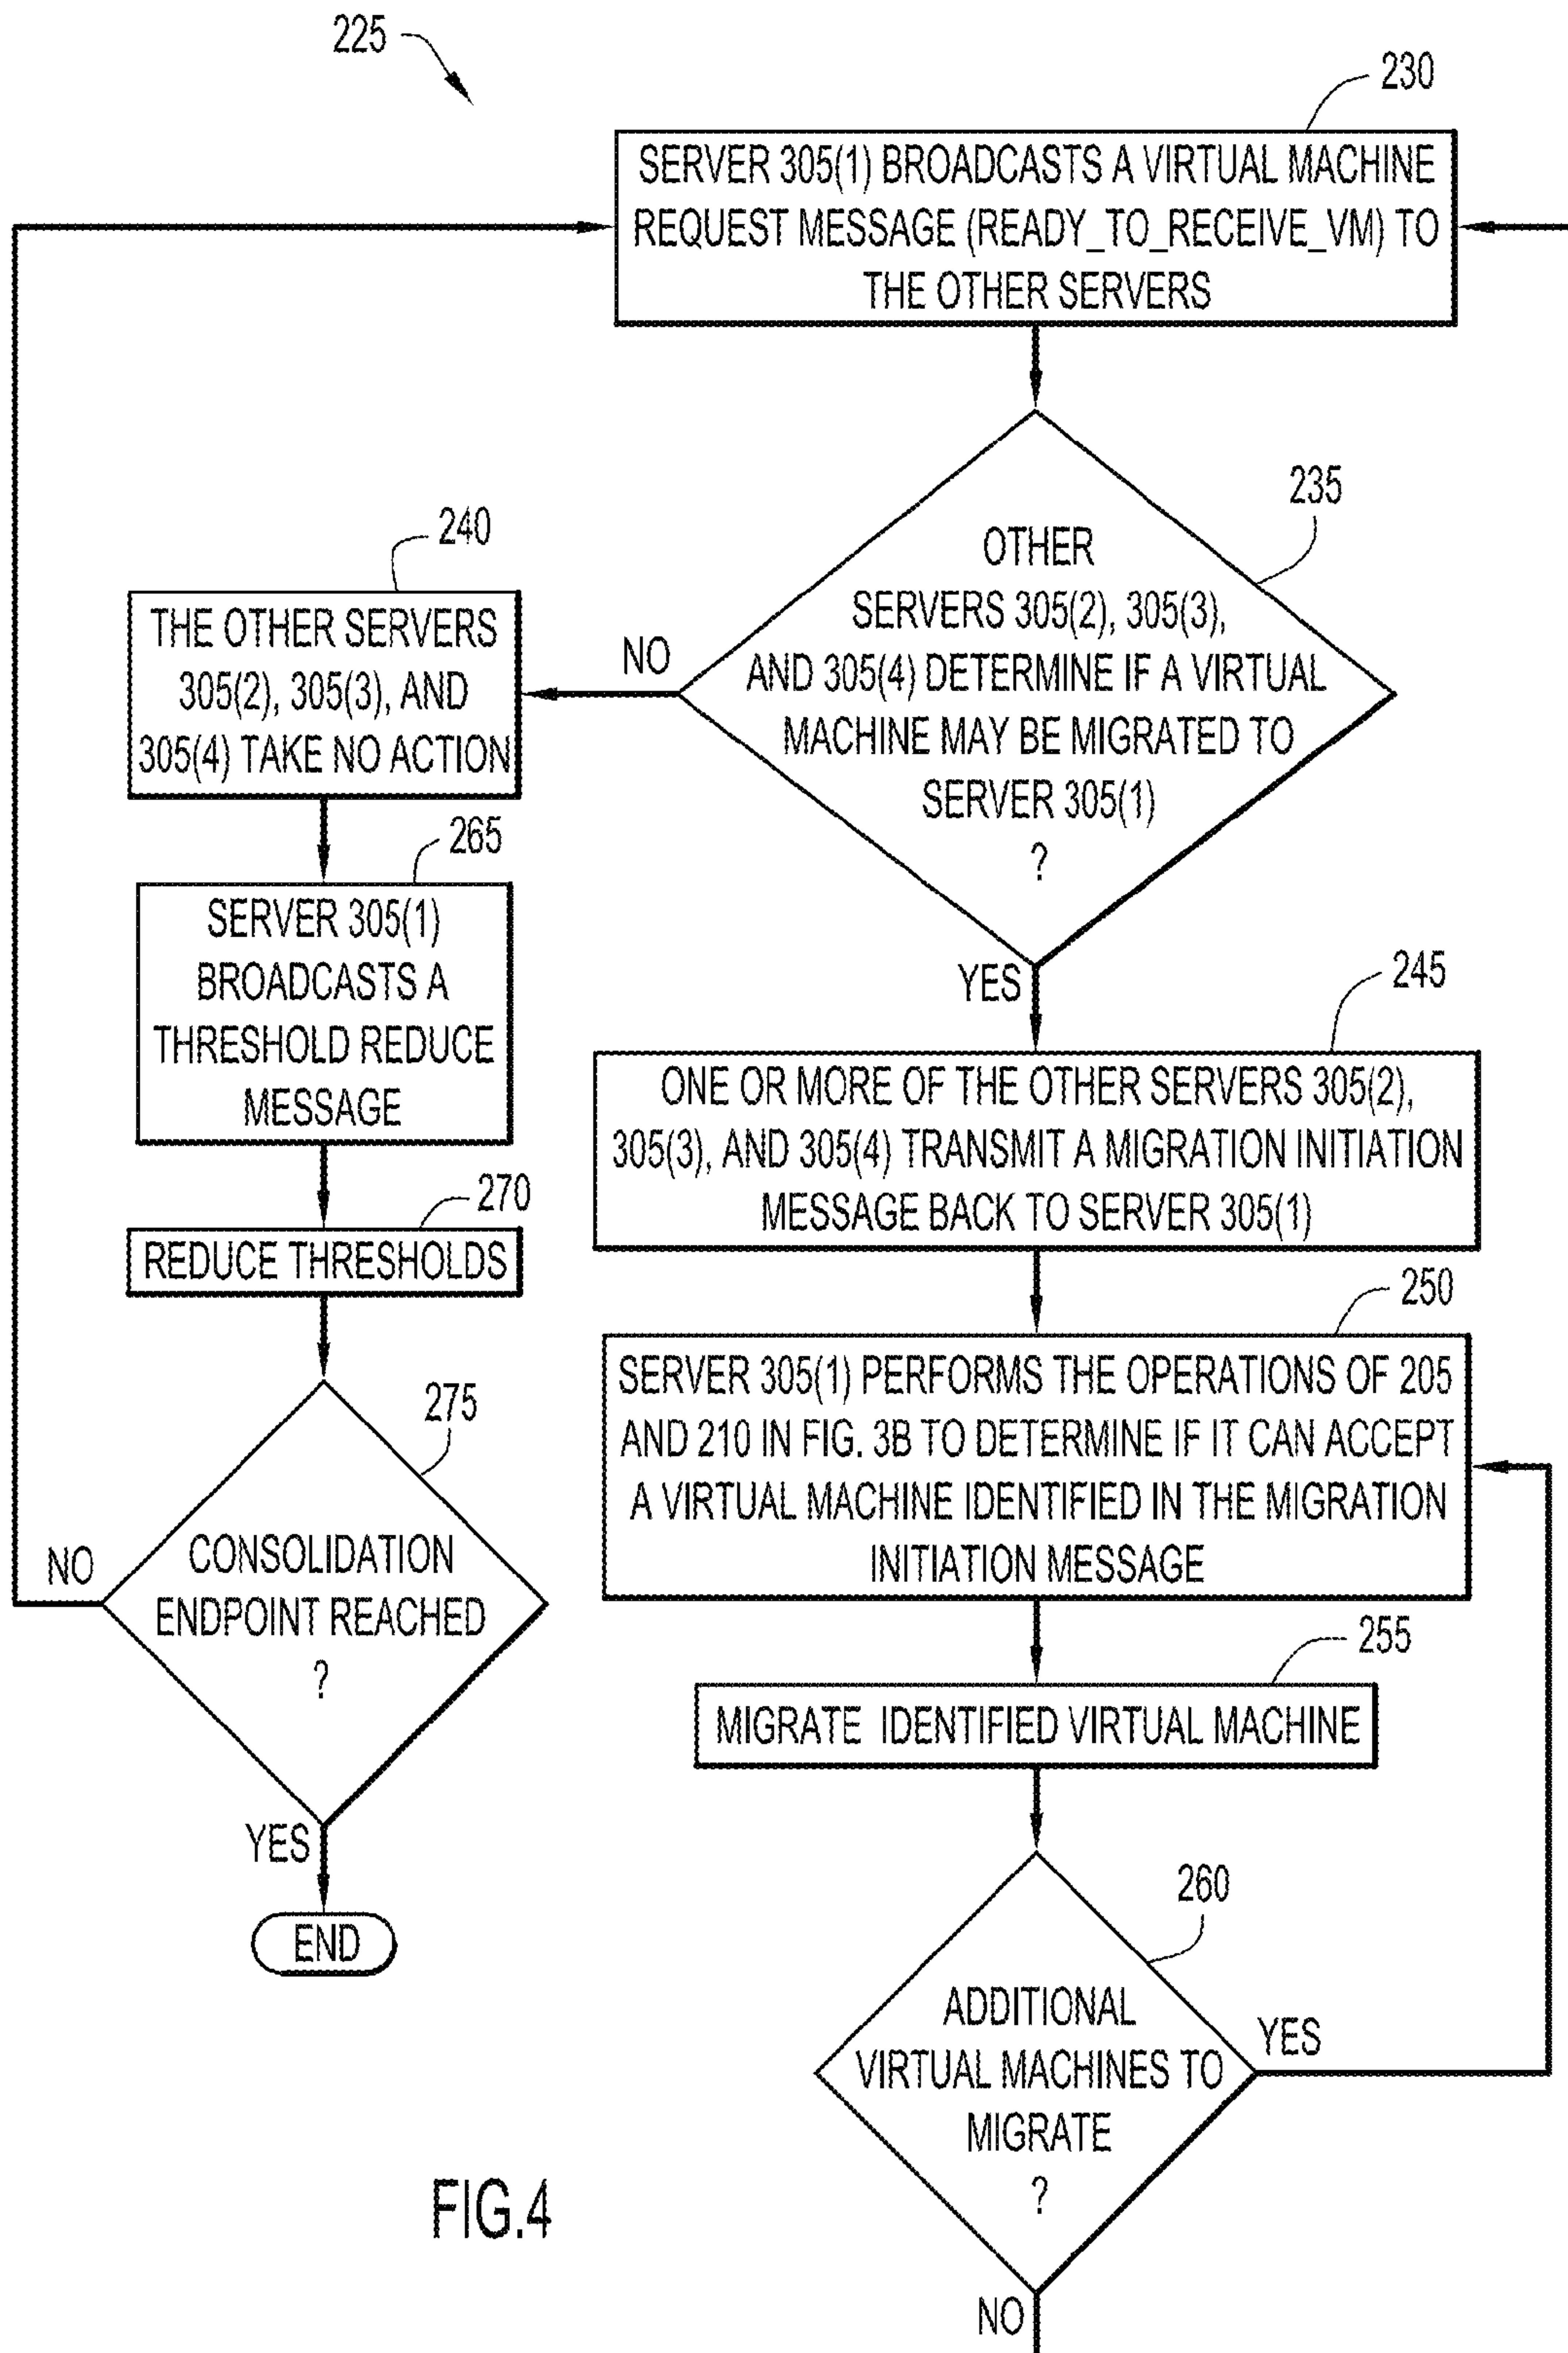 225
230
SERVER 305(1) BROADCASTS A VIRTUAL MACHINE
REQUEST MESSAGE (READY_TO_RECEIVE_VM) TO
THE OTHER SERVERS
235
OTHER
SERVERS 305(2), 305(3),
AND 305(4) DETERMINE IF A VIRTUAL
MACHINE MAY BE MIGRATED TO
SERVER 305(1)
?
NO
240
THE OTHER SERVERS
305(2), 305(3), AND
305(4) TAKE NO ACTION
265
SERVER 305(1)
BROADCASTS A
THRESHOLD REDUCE
MESSAGE
270
REDUCE THRESHOLDS
275
CONSOLIDATION
ENDPOINT REACHED
?
NO
YES
END
YES
245
ONE OR MORE OF THE OTHER SERVERS 305(2),
305(3), AND 305(4) TRANSMIT A MIGRATION INITIATION
MESSAGE BACK TO SERVER 305(1)
250
SERVER 305(1) PERFORMS THE OPERATIONS OF 205
AND 210 IN FIG. 3B TO DETERMINE IF IT CAN ACCEPT
A VIRTUAL MACHINE IDENTIFIED IN THE MIGRATION
INITIATION MESSAGE
255
MIGRATE IDENTIFIED VIRTUAL MACHINE
260
ADDITIONAL
VIRTUAL MACHINES TO
MIGRATE
?
YES
NO
FIG.4